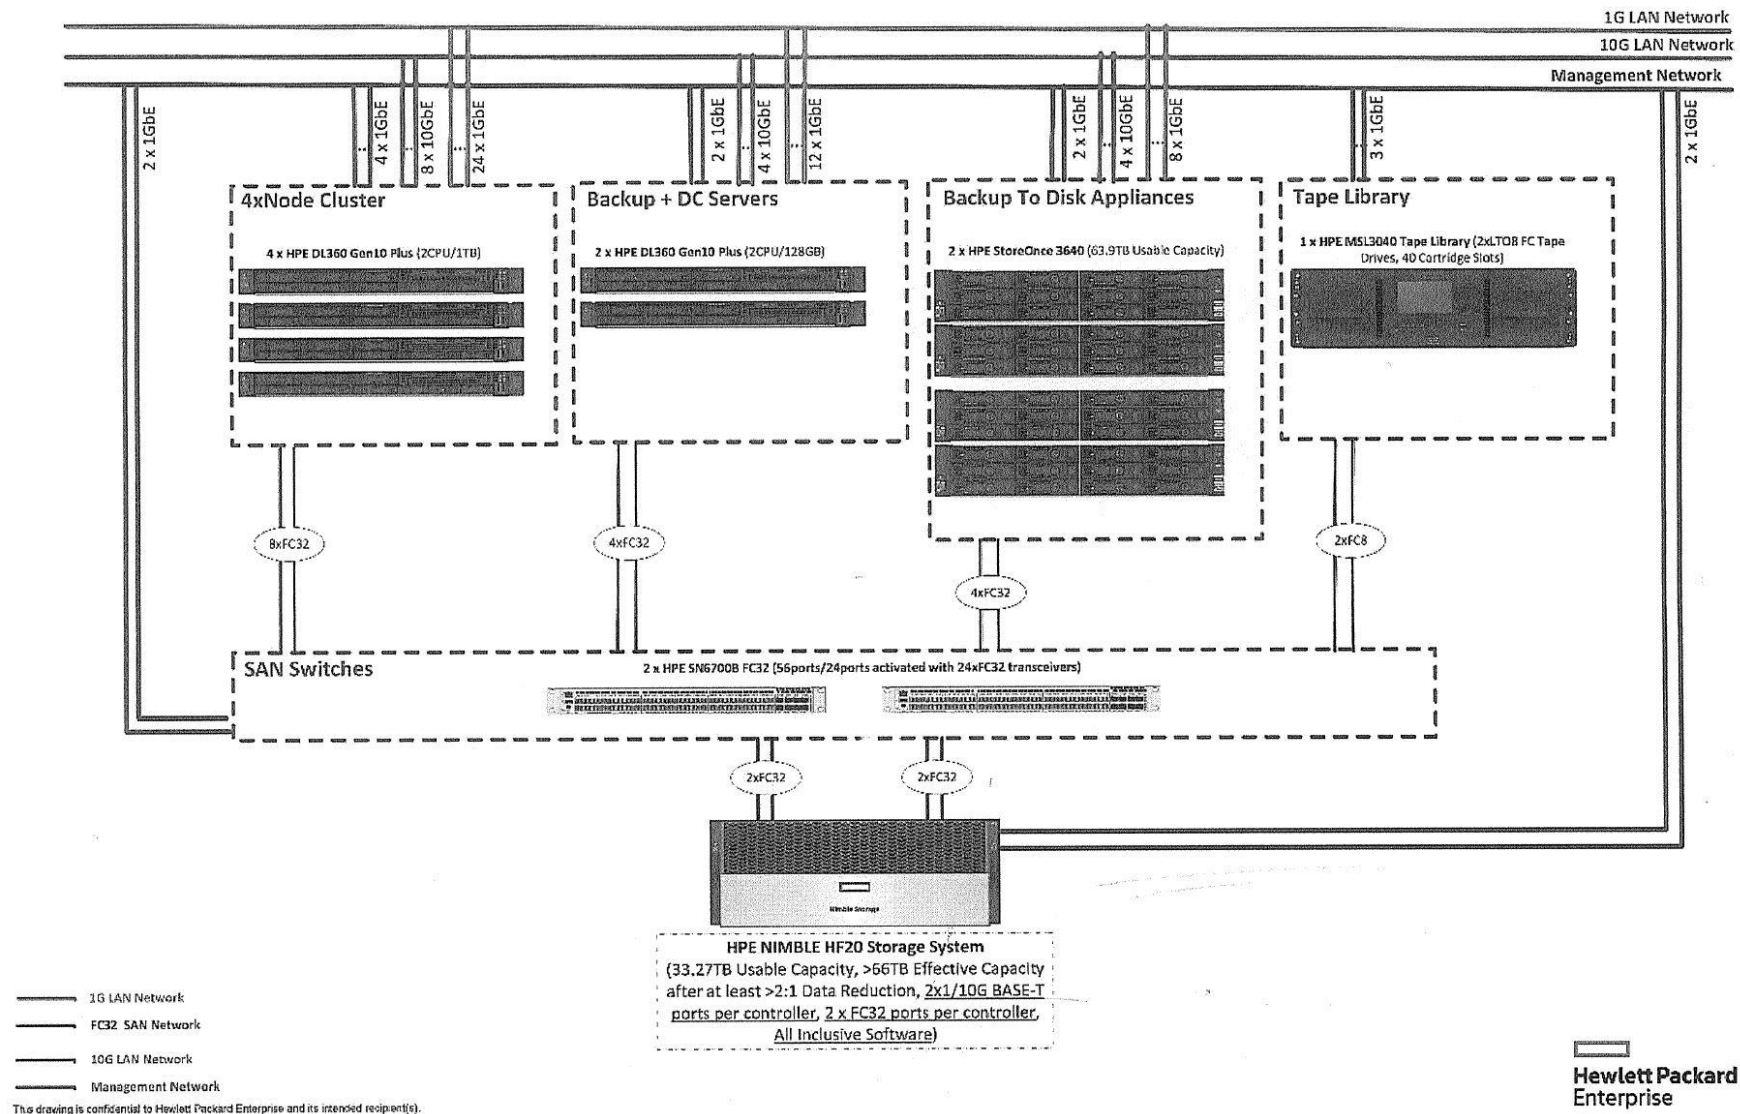 1G LAN Network
10G LAN Network
Management Network
2 x 1GbE
4 x 1GbE
8 x 10GbE
24 x 1GbE
2 x 1GbE
4 x 10GbE
12 x 1GbE
2 x 1GbE
4 x 10GbE
8 x 1GbE
3 x 1GbE
2 x 1GbE
4xNode Cluster
4 x HPE DL360 Gen10 Plus (2CPU/1TB)
Backup + DC Servers
2 x HPE DL360 Gen10 Plus (2CPU/128GB)
Backup To Disk Appliances
2 x HPE StoreOnce 3640 (63.9TB Usable Capacity)
Tape Library
1 x HPE MSL3040 Tape Library (2xLTO8 FC Tape
Drives, 40 Cartridge Slots)
8xFC32
4xFC32
4xFC32
2xFC8
SAN Switches
2 x HPE SN6700B FC32 (56ports/24ports activated with 24xFC32 transceivers)
2xFC32
2xFC32
Nimble Storage
HPE NIMBLE HF20 Storage System
(33.27TB Usable Capacity, >66TB Effective Capacity
after at least >2:1 Data Reduction, 2x1/10G BASE-T
ports per controller, 2 x FC32 ports per controller,
All Inclusive Software)
1G LAN Network
FC32 SAN Network
10G LAN Network
Management Network
This drawing is confidential to Hewlett Packard Enterprise and its intended recipient(s).
Hewlett Packard
Enterprise